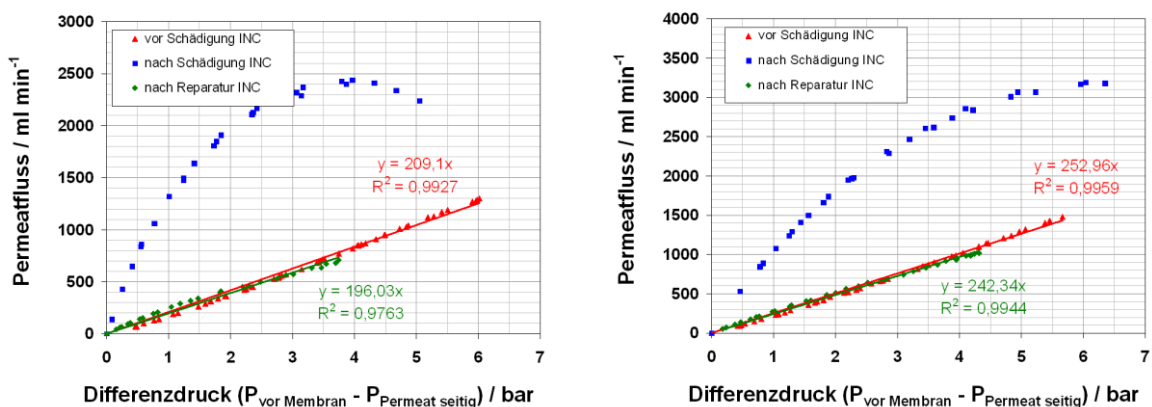 3000
2500
2000
1500
1000
500
0
Permeatfluss / ml min⁻¹
vor Schädigung INC
nach Schädigung INC
nach Reparatur INC
y = 209,1x
R² = 0,9927
y = 196,03x
R² = 0,9763
0 1 2 3 4 5 6 7
Differenzdruck (P vor Membran - P Permeat seitig) / bar
4000
3500
3000
2500
2000
1500
1000
500
0
Permeatfluss / ml min⁻¹
vor Schädigung INC
nach Schädigung INC
nach Reparatur INC
y = 252,96x
R² = 0,9959
y = 242,34x
R² = 0,9944
0 1 2 3 4 5 6 7
Differenzdruck (P vor Membran - P Permeat seitig) / bar